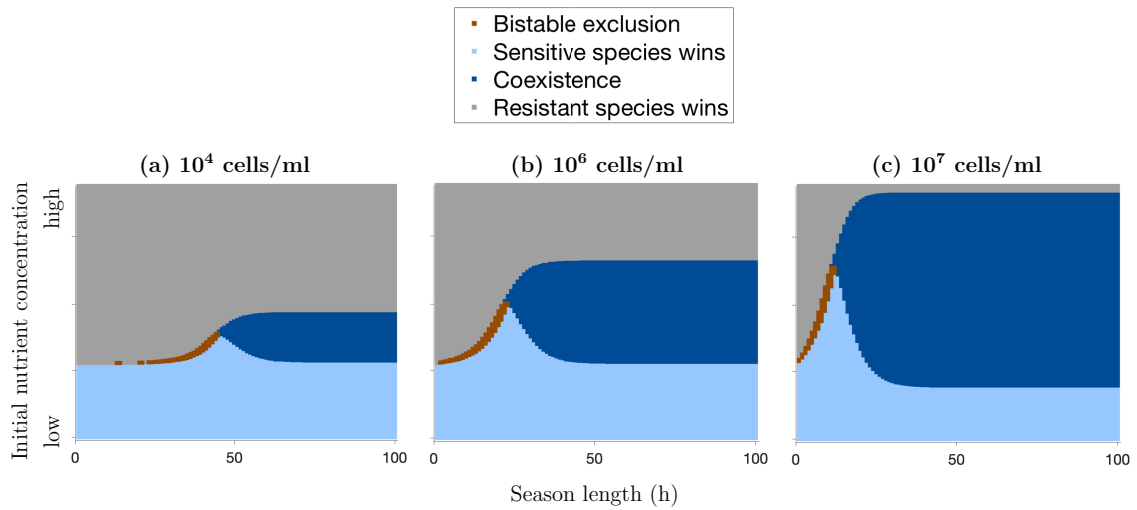 Bistable exclusion
Sensitive species wins
Coexistence
Resistant species wins
(a) 10⁴ cells/ml
(b) 10⁶ cells/ml
(c) 10⁷ cells/ml
Initial nutrient concentration
high
low
0 50 100
0 50 100
0 50 100
Season length (h)